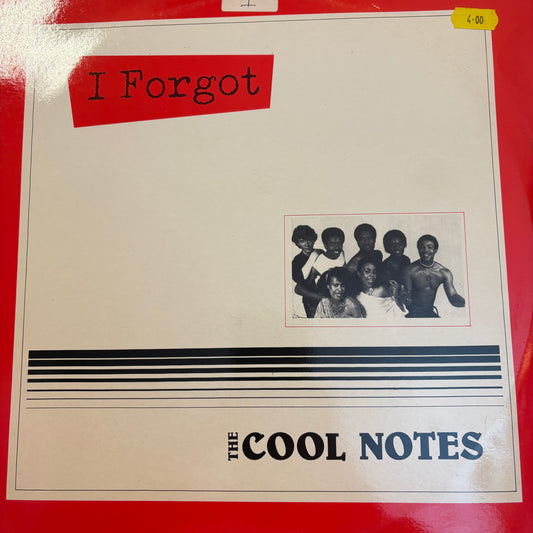 4.00
I Forgot
THE COOL NOTES